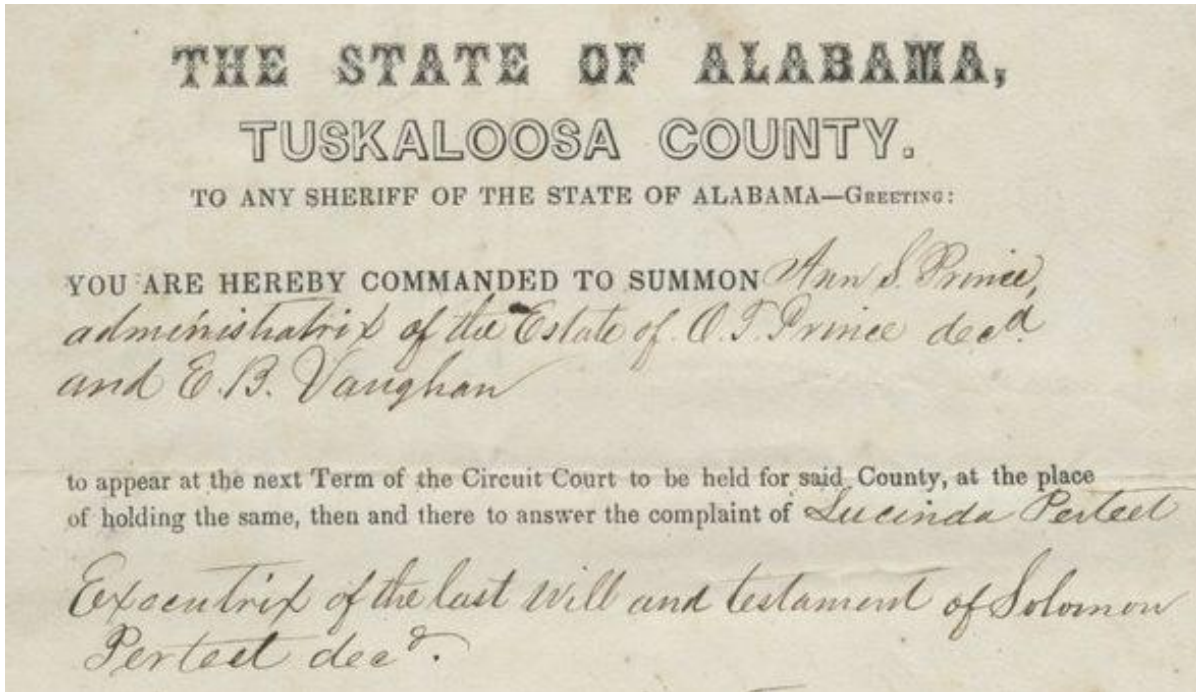 THE STATE OF ALABAMA,
TUSKALOOSA COUNTY.
TO ANY SHERIFF OF THE STATE OF ALABAMA—GREETING:
YOU ARE HEREBY COMMANDED TO SUMMON Ann S. Prince,
administratrix of the Estate of O. T. Prince decd.
and E. B. Vaughan
to appear at the next Term of the Circuit Court to be held for said County, at the place
of holding the same, then and there to answer the complaint of Lucinda Perteet
Executrix of the last will and testament of Solomon
Perteet decd.